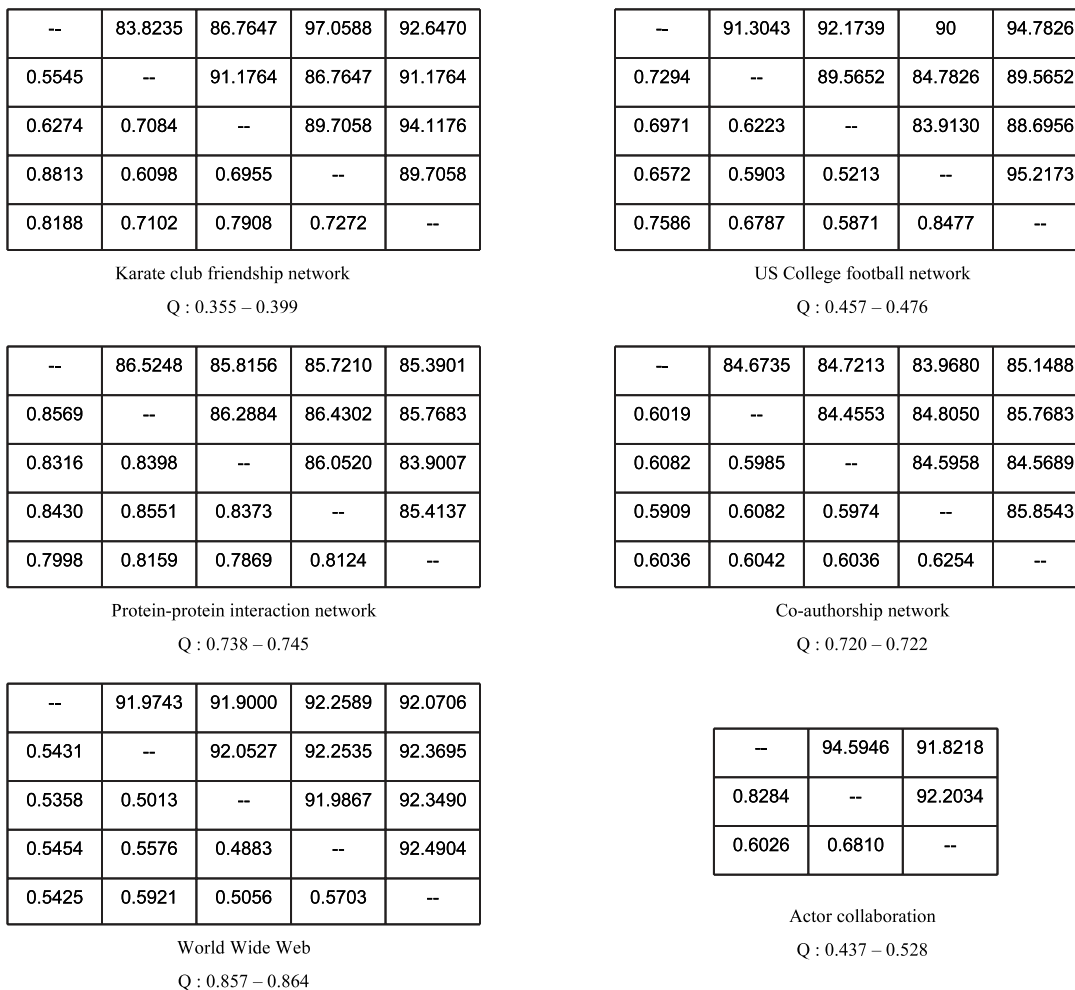 -- 83.8235 86.7647 97.0588 92.6470
0.5545 -- 91.1764 86.7647 91.1764
0.6274 0.7084 -- 89.7058 94.1176
0.8813 0.6098 0.6955 -- 89.7058
0.8188 0.7102 0.7908 0.7272 --
Karate club friendship network
Q : 0.355 – 0.399
-- 91.3043 92.1739 90 94.7826
0.7294 -- 89.5652 84.7826 89.5652
0.6971 0.6223 -- 83.9130 88.6956
0.6572 0.5903 0.5213 -- 95.2173
0.7586 0.6787 0.5871 0.8477 --
US College football network
Q : 0.457 – 0.476
-- 86.5248 85.8156 85.7210 85.3901
0.8569 -- 86.2884 86.4302 85.7683
0.8316 0.8398 -- 86.0520 83.9007
0.8430 0.8551 0.8373 -- 85.4137
0.7998 0.8159 0.7869 0.8124 --
Protein-protein interaction network
Q : 0.738 – 0.745
-- 84.6735 84.7213 83.9680 85.1488
0.6019 -- 84.4553 84.8050 85.7683
0.6082 0.5985 -- 84.5958 84.5689
0.5909 0.6082 0.5974 -- 85.8543
0.6036 0.6042 0.6036 0.6254 --
Co-authorship network
Q : 0.720 – 0.722
-- 91.9743 91.9000 92.2589 92.0706
0.5431 -- 92.0527 92.2535 92.3695
0.5358 0.5013 -- 91.9867 92.3490
0.5454 0.5576 0.4883 -- 92.4904
0.5425 0.5921 0.5056 0.5703 --
World Wide Web
Q : 0.857 – 0.864
-- 94.5946 91.8218
0.8284 -- 92.2034
0.6026 0.6810 --
Actor collaboration
Q : 0.437 – 0.528